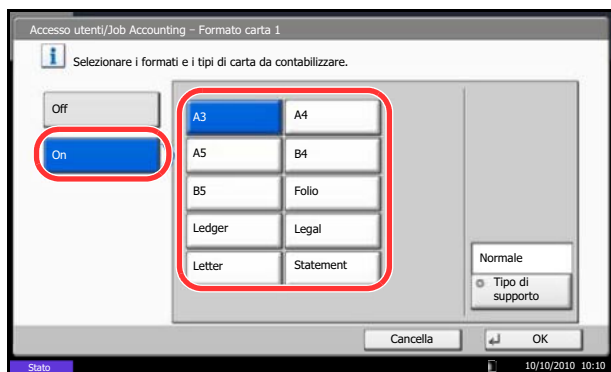 Accesso utenti/Job Accounting – Formato carta 1
Selezionare i formati e i tipi di carta da contabilizzare.
Off
On
A3
A4
A5
B4
B5
Folio
Ledger
Legal
Letter
Statement
Normale
Tipo di
supporto
Cancella
OK
Stato
10/10/2010 10:10